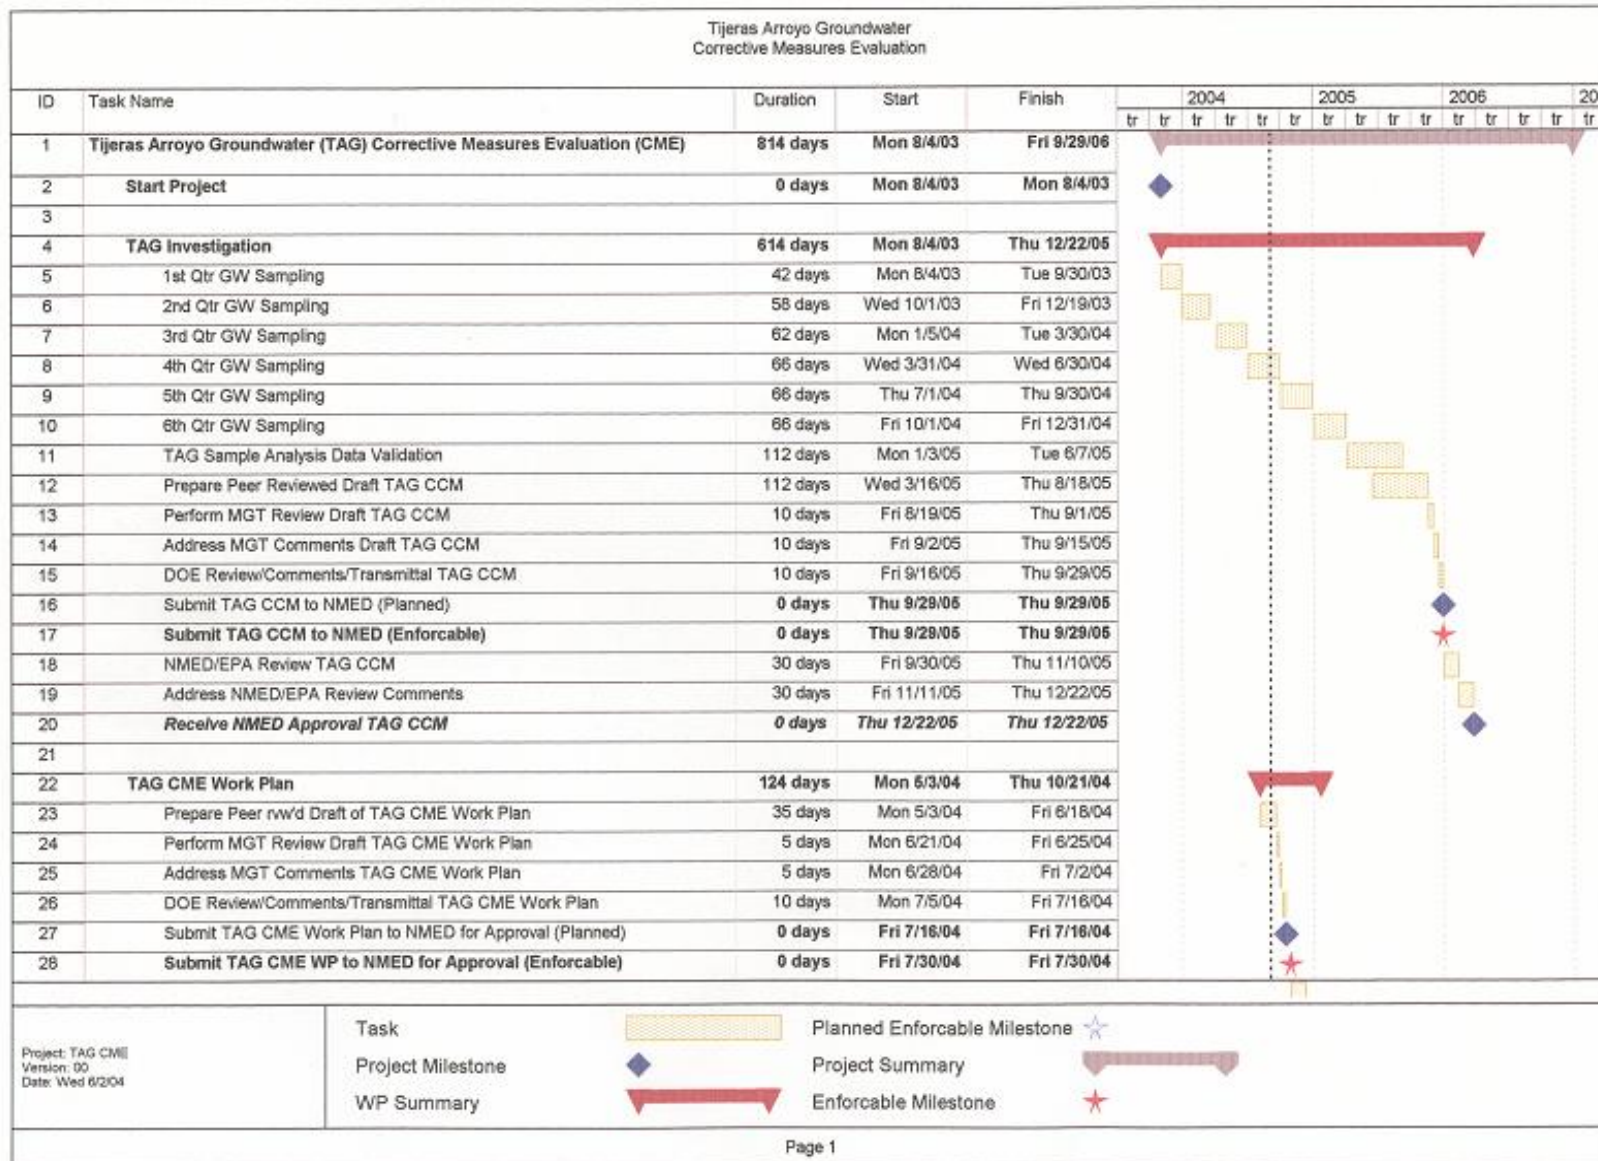 Tijeras Arroyo Groundwater
Corrective Measures Evaluation
ID Task Name Duration Start Finish 2004 2005 2006 20
tr tr tr tr tr tr tr tr tr tr tr tr tr tr tr
1 Tijeras Arroyo Groundwater (TAG) Corrective Measures Evaluation (CME) 814 days Mon 8/4/03 Fri 9/29/06
2 Start Project 0 days Mon 8/4/03 Mon 8/4/03
3
4 TAG Investigation 614 days Mon 8/4/03 Thu 12/22/05
5 1st Qtr GW Sampling 42 days Mon 8/4/03 Tue 9/30/03
6 2nd Qtr GW Sampling 58 days Wed 10/1/03 Fri 12/19/03
7 3rd Qtr GW Sampling 62 days Mon 1/5/04 Tue 3/30/04
8 4th Qtr GW Sampling 66 days Wed 3/31/04 Wed 6/30/04
9 5th Qtr GW Sampling 66 days Thu 7/1/04 Thu 9/30/04
10 6th Qtr GW Sampling 66 days Fri 10/1/04 Fri 12/31/04
11 TAG Sample Analysis Data Validation 112 days Mon 1/3/05 Tue 6/7/05
12 Prepare Peer Reviewed Draft TAG CCM 112 days Wed 3/16/05 Thu 8/18/05
13 Perform MGT Review Draft TAG CCM 10 days Fri 8/19/05 Thu 9/1/05
14 Address MGT Comments Draft TAG CCM 10 days Fri 9/2/05 Thu 9/15/05
15 DOE Review/Comments/Transmittal TAG CCM 10 days Fri 9/16/05 Thu 9/29/05
16 Submit TAG CCM to NMED (Planned) 0 days Thu 9/29/05 Thu 9/29/05
17 Submit TAG CCM to NMED (Enforcable) 0 days Thu 9/29/05 Thu 9/29/05
18 NMED/EPA Review TAG CCM 30 days Fri 9/30/05 Thu 11/10/05
19 Address NMED/EPA Review Comments 30 days Fri 11/11/05 Thu 12/22/05
20 Receive NMED Approval TAG CCM 0 days Thu 12/22/05 Thu 12/22/05
21
22 TAG CME Work Plan 124 days Mon 5/3/04 Thu 10/21/04
23 Prepare Peer rvw'd Draft of TAG CME Work Plan 35 days Mon 5/3/04 Fri 6/18/04
24 Perform MGT Review Draft TAG CME Work Plan 5 days Mon 6/21/04 Fri 6/25/04
25 Address MGT Comments TAG CME Work Plan 5 days Mon 6/28/04 Fri 7/2/04
26 DOE Review/Comments/Transmittal TAG CME Work Plan 10 days Mon 7/5/04 Fri 7/16/04
27 Submit TAG CME Work Plan to NMED for Approval (Planned) 0 days Fri 7/16/04 Fri 7/16/04
28 Submit TAG CME WP to NMED for Approval (Enforcable) 0 days Fri 7/30/04 Fri 7/30/04
Project: TAG CME
Version: 00
Date: Wed 6/2/04
Task
Project Milestone
WP Summary
Planned Enforcable Milestone
Project Summary
Enforcable Milestone
Page 1